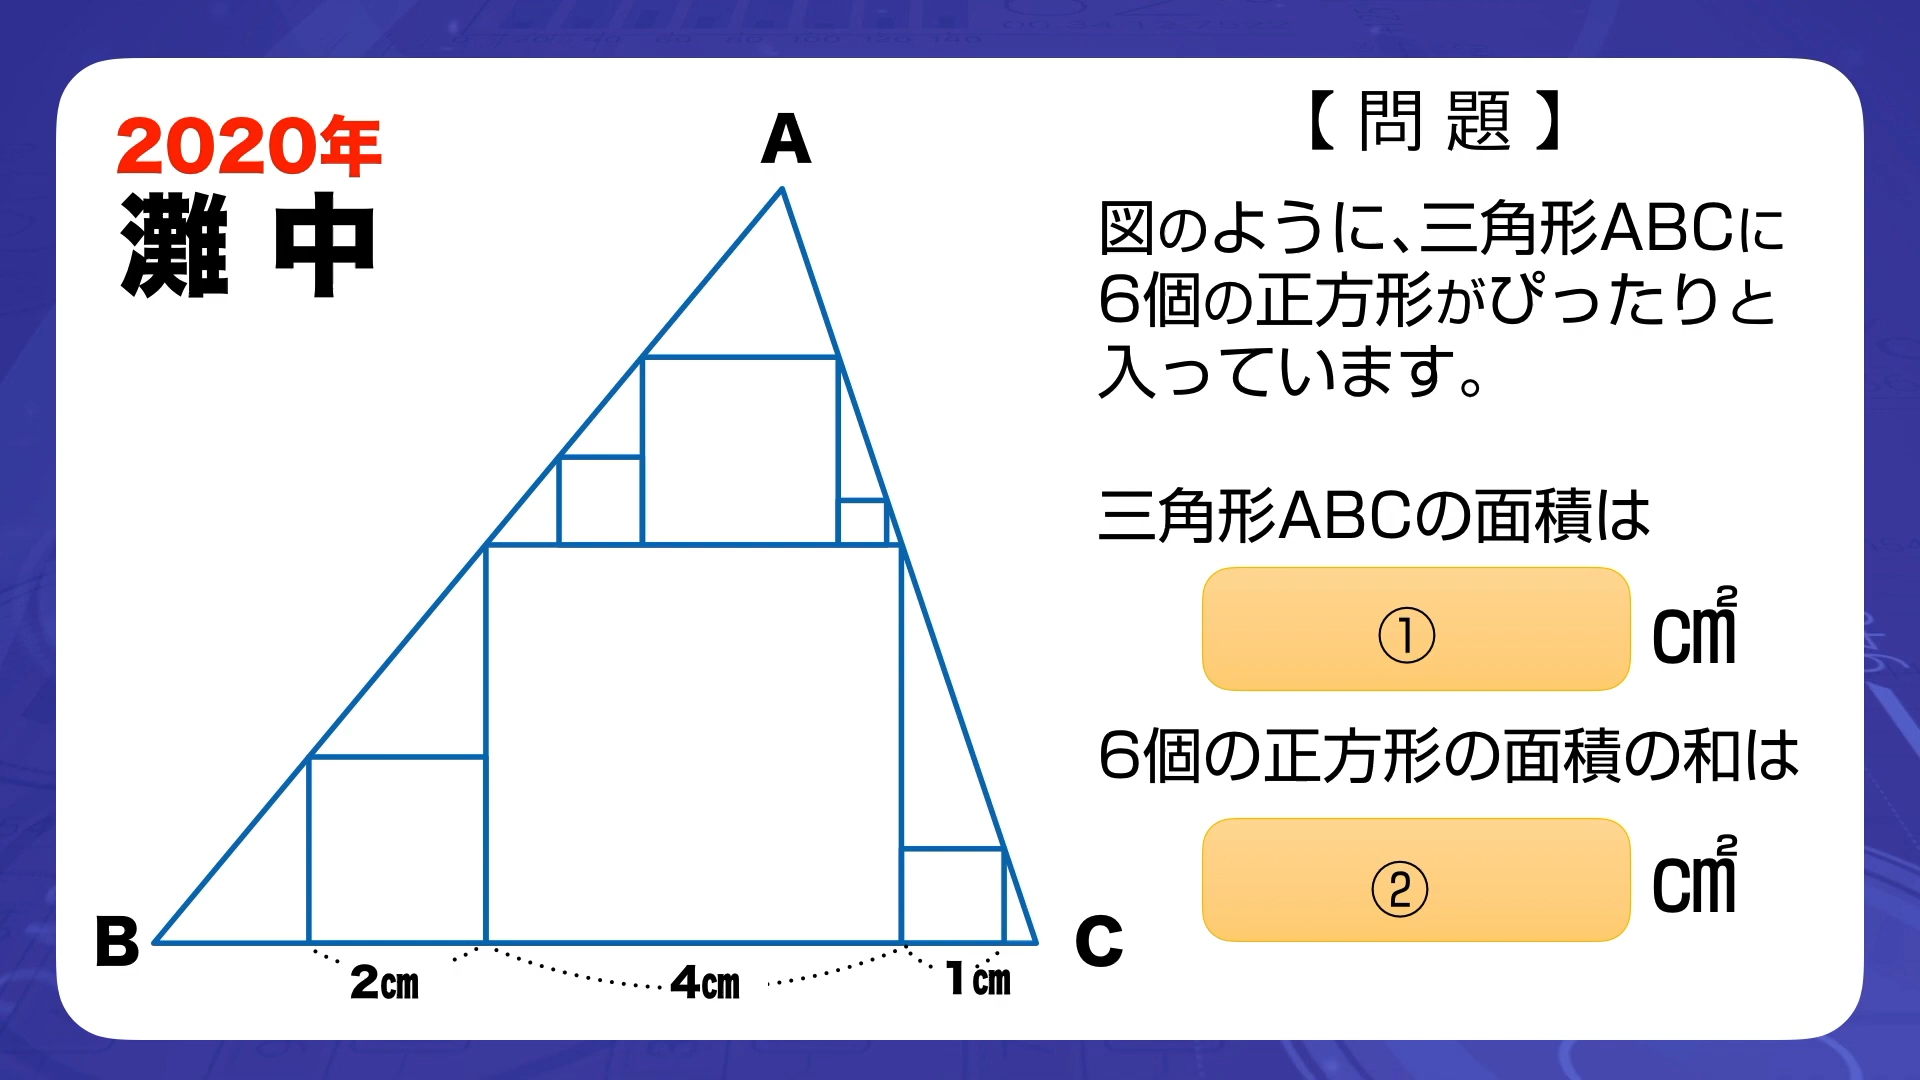 2020年
灘 中
A
B
C
2cm
4cm
1cm
【問題】
図のように、三角形ABCに
6個の正方形がぴったりと
入っています。
三角形ABCの面積は
①
㎠
6個の正方形の面積の和は
②
㎠